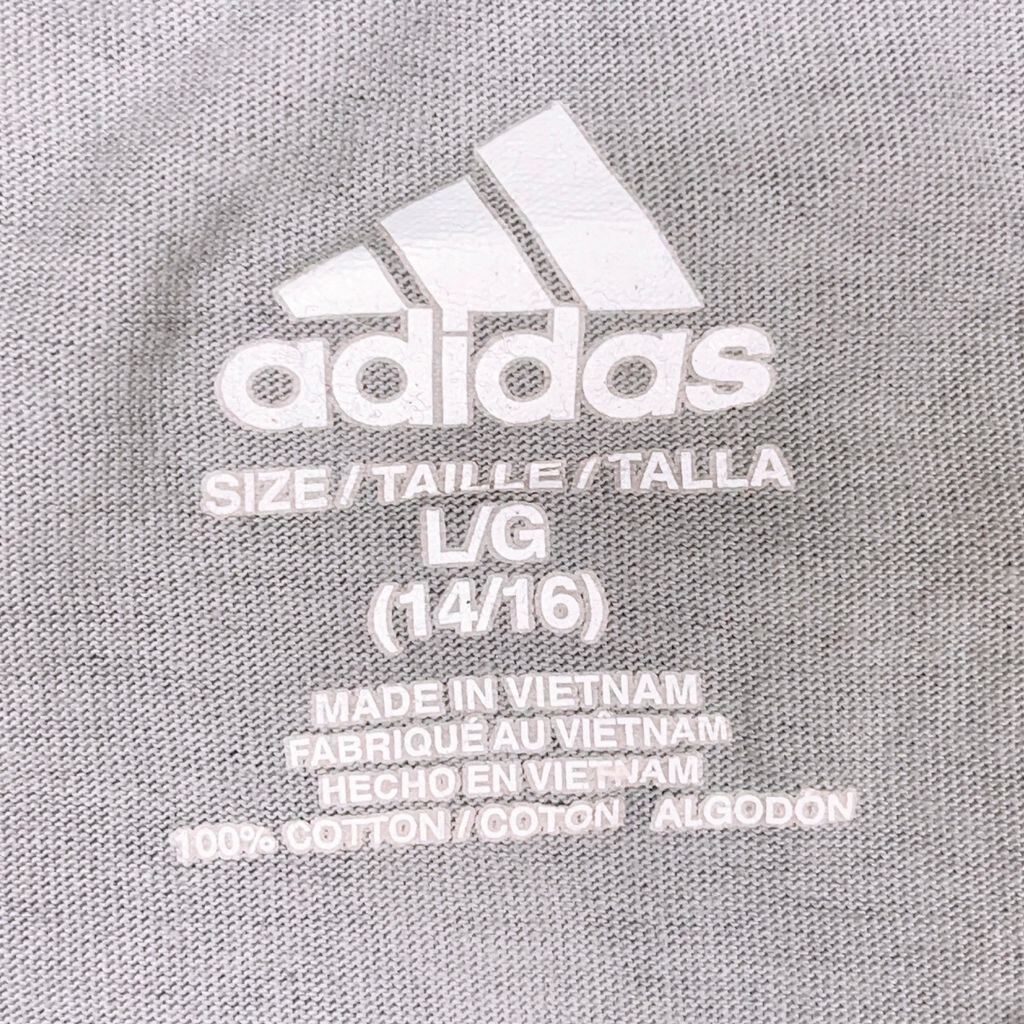 adidas
SIZE / TAILLE / TALLA
L/G
(14/16)
MADE IN VIETNAM
FABRIQUÉ AU VIÊTNAM
HECHO EN VIETNAM
100% COTTON / COTON ALGODÓN